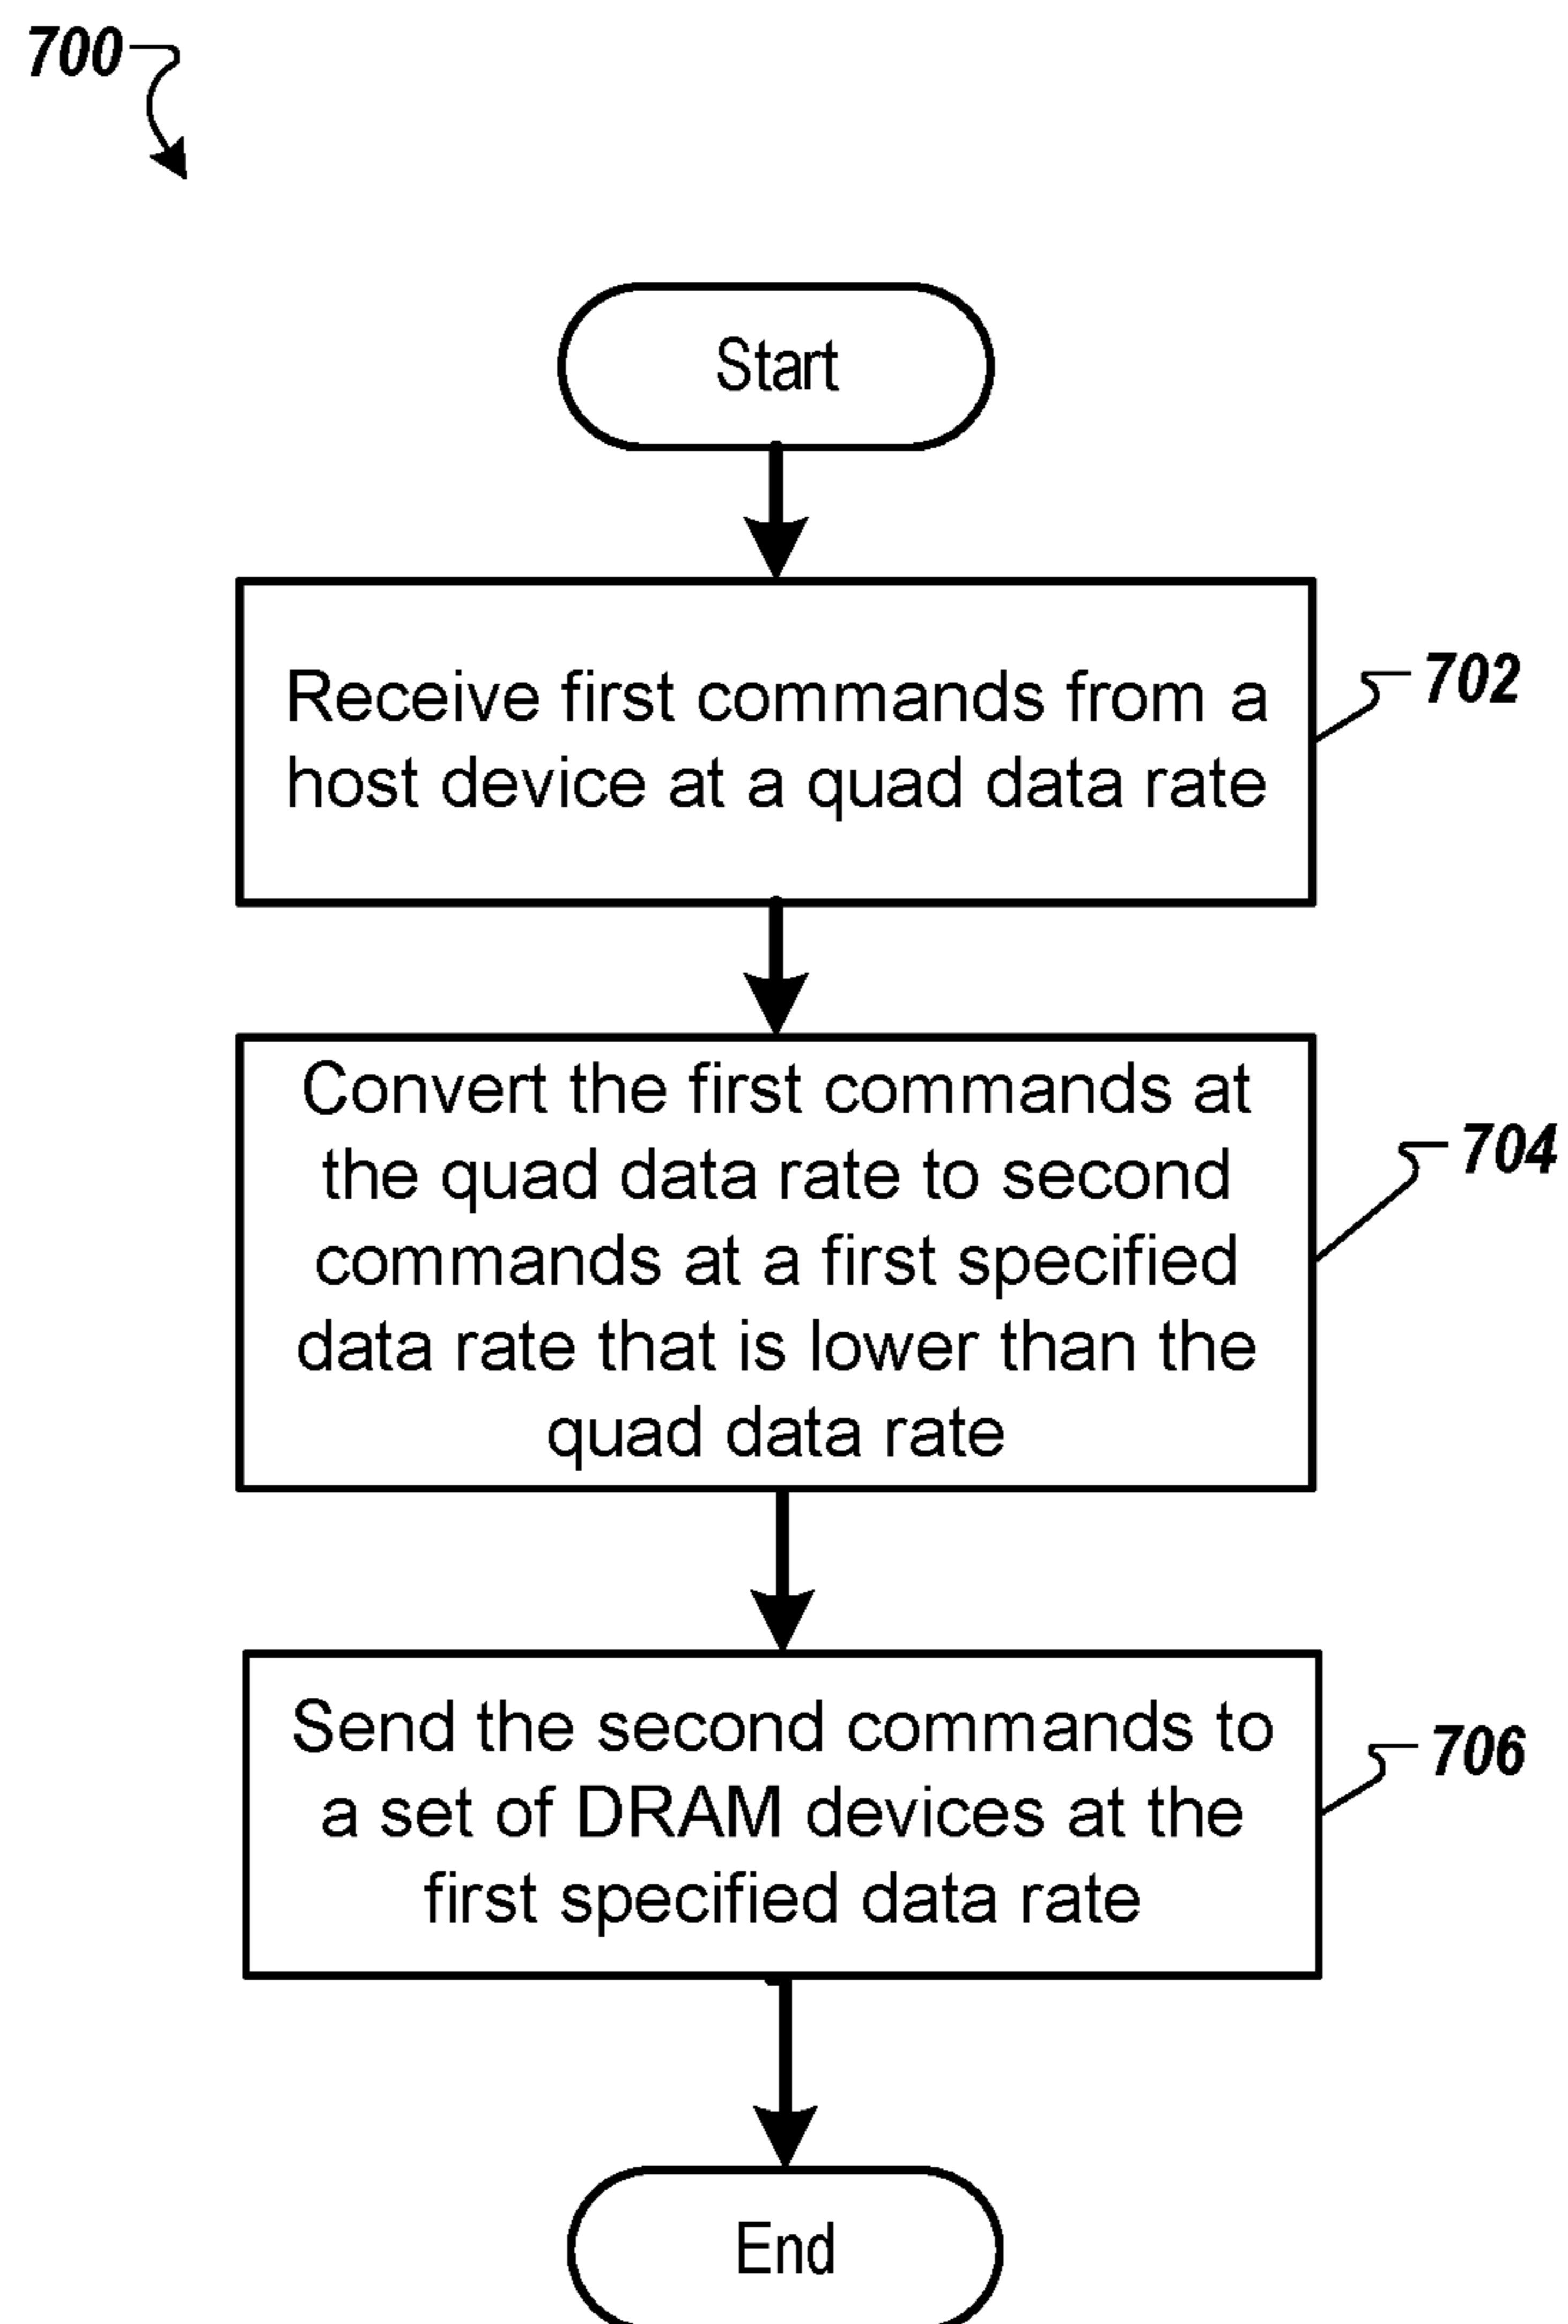 700
Start
Receive first commands from a
host device at a quad data rate
702
Convert the first commands at
the quad data rate to second
commands at a first specified
data rate that is lower than the
quad data rate
704
Send the second commands to
a set of DRAM devices at the
first specified data rate
706
End